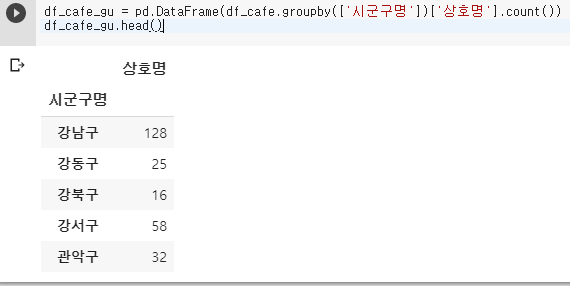 df_cafe_gu = pd.DataFrame(df_cafe.groupby(['시군구명'])['상호명'].count())
df_cafe_gu.head()
상호명
시군구명
강남구 128
강동구 25
강북구 16
강서구 58
관악구 32